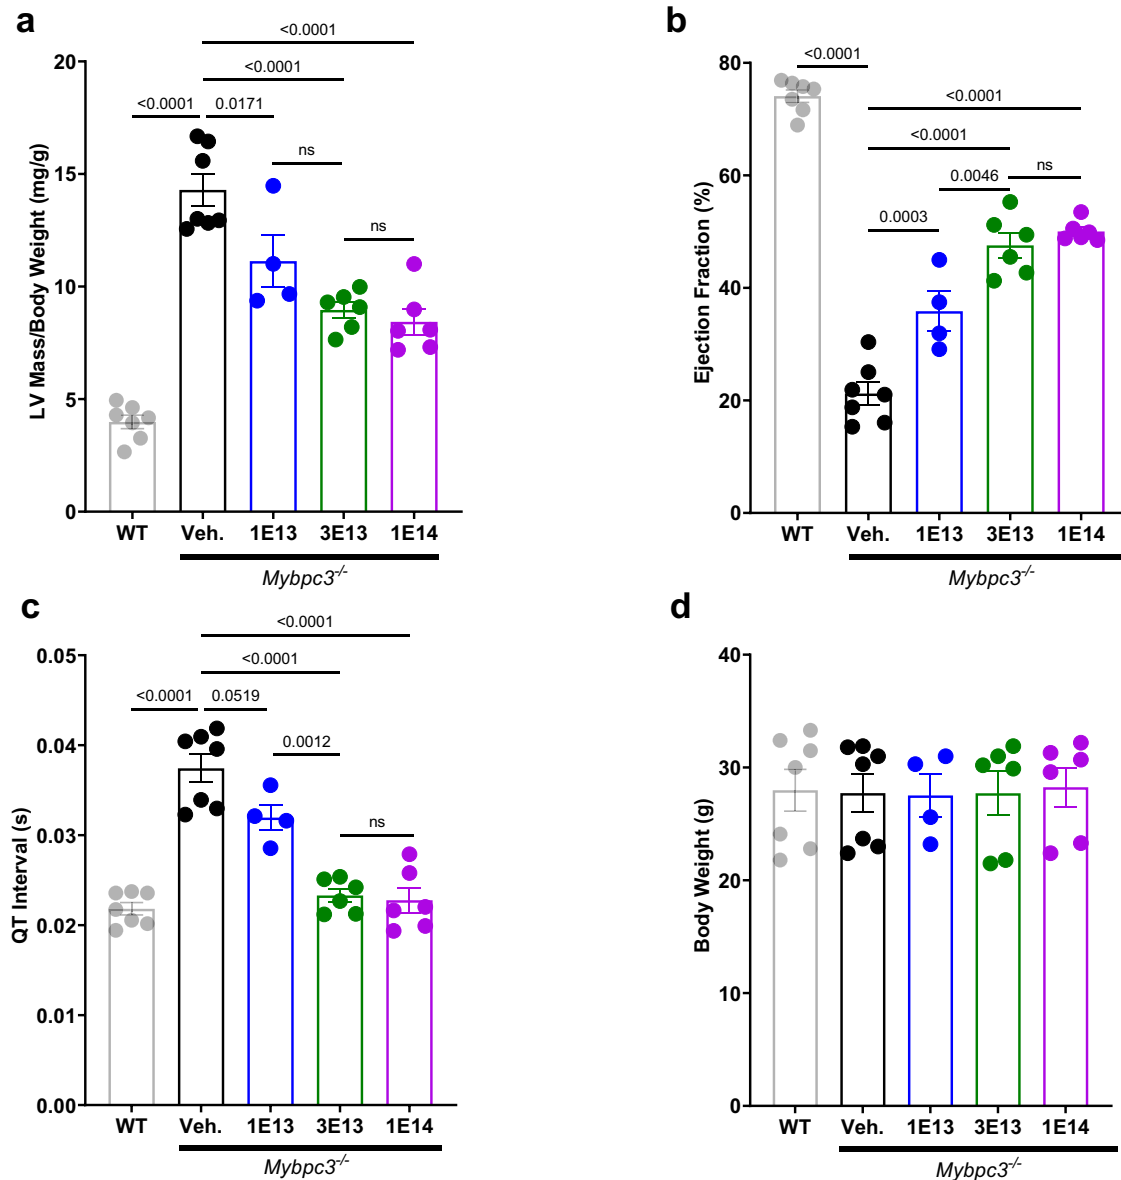 a
<0.0001
<0.0001
<0.0001 0.0171
ns
ns
LV Mass/Body Weight (mg/g)
20
15
10
5
0
WT Veh. 1E13 3E13 1E14
Mybpc3-/-
b
<0.0001
<0.0001
<0.0001
ns
0.0046
0.0003
Ejection Fraction (%)
80
60
40
20
0
WT Veh. 1E13 3E13 1E14
Mybpc3-/-
c
<0.0001
<0.0001
<0.0001 0.0519
0.0012
ns
QT Interval (s)
0.05
0.04
0.03
0.02
0.01
0.00
WT Veh. 1E13 3E13 1E14
Mybpc3-/-
d
Body Weight (g)
40
30
20
10
0
WT Veh. 1E13 3E13 1E14
Mybpc3-/-